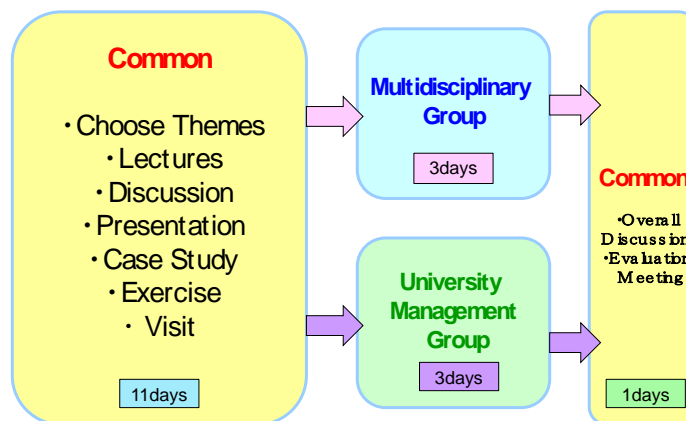 Common
・Choose Themes
・Lectures
・Discussion
・Presentation
・Case Study
・Exercise
・Visit
11days
Multidisciplinary
Group
3days
University
Management
Group
3days
Common
・Overall
Discussion
・Evaluation
Meeting
1days